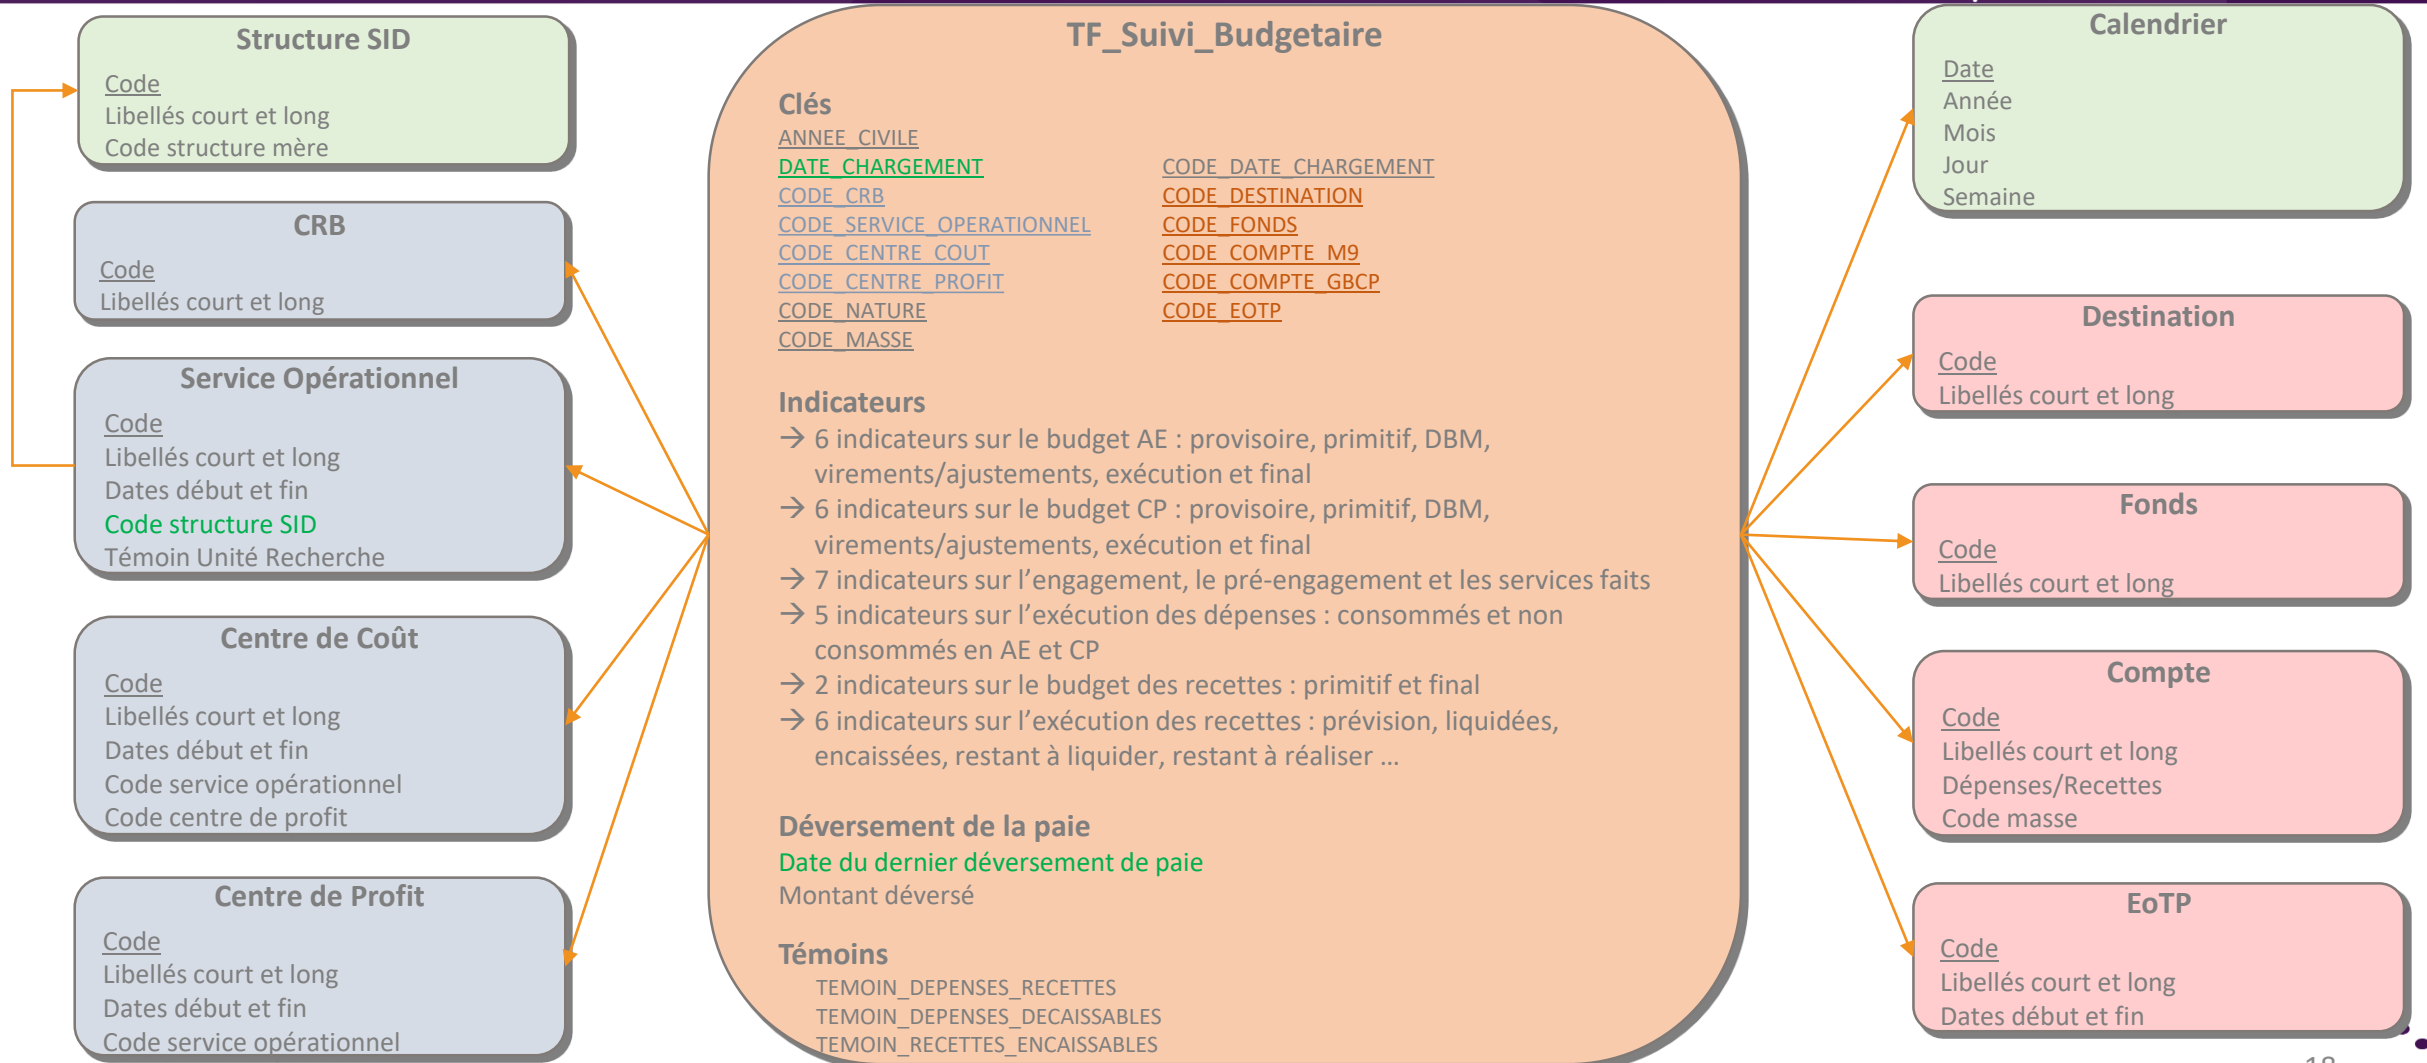 Structure SID
Code
Libellés court et long
Code structure mère
CRB
Code
Libellés court et long
Service Opérationnel
Code
Libellés court et long
Dates début et fin
Code structure SID
Témoin Unité Recherche
Centre de Coût
Code
Libellés court et long
Dates début et fin
Code service opérationnel
Code centre de profit
Centre de Profit
Code
Libellés court et long
Dates début et fin
Code service opérationnel
TF_Suivi_Budgetaire
Clés
ANNEE_CIVILE
DATE_CHARGEMENT CODE_DATE_CHARGEMENT
CODE_CRB CODE_DESTINATION
CODE_SERVICE_OPERATIONNEL CODE_FONDS
CODE_CENTRE_COUT CODE_COMPTE_M9
CODE_CENTRE_PROFIT CODE_COMPTE_GBCP
CODE_NATURE CODE_EOTP
CODE_MASSE
Indicateurs
→ 6 indicateurs sur le budget AE : provisoire, primitif, DBM,
virements/ajustements, exécution et final
→ 6 indicateurs sur le budget CP : provisoire, primitif, DBM,
virements/ajustements, exécution et final
→ 7 indicateurs sur l’engagement, le pré-engagement et les services faits
→ 5 indicateurs sur l’exécution des dépenses : consommés et non
consommés en AE et CP
→ 2 indicateurs sur le budget des recettes : primitif et final
→ 6 indicateurs sur l’exécution des recettes : prévision, liquidées,
encaissées, restant à liquider, restant à réaliser …
Déversement de la paie
Date du dernier déversement de paie
Montant déversé
Témoins
TEMOIN_DEPENSES_RECETTES
TEMOIN_DEPENSES_DECAISSABLES
TEMOIN_RECETTES_ENCAISSABLES
Calendrier
Date
Année
Mois
Jour
Semaine
Destination
Code
Libellés court et long
Fonds
Code
Libellés court et long
Compte
Code
Libellés court et long
Dépenses/Recettes
Code masse
EoTP
Code
Libellés court et long
Dates début et fin